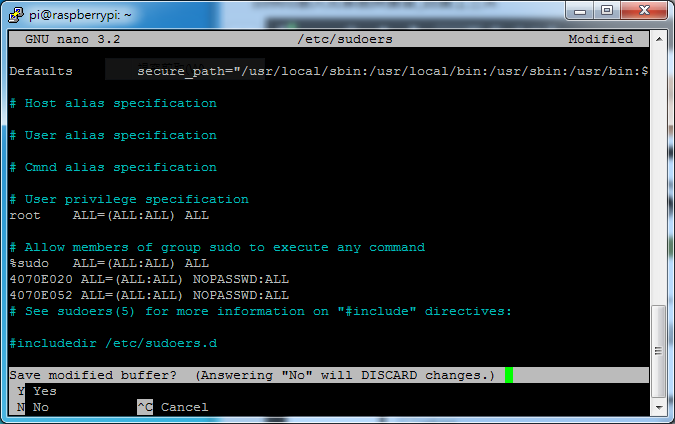 pi@raspberrypi: ~
GNU nano 3.2 /etc/sudoers Modified
Defaults secure_path="/usr/local/sbin:/usr/local/bin:/usr/sbin:/usr/bin:$
# Host alias specification
# User alias specification
# Cmnd alias specification
# User privilege specification
root ALL=(ALL:ALL) ALL
# Allow members of group sudo to execute any command
%sudo ALL=(ALL:ALL) ALL
4070E020 ALL=(ALL:ALL) NOPASSWD:ALL
4070E052 ALL=(ALL:ALL) NOPASSWD:ALL
# See sudoers(5) for more information on "#include" directives:
#includedir /etc/sudoers.d
Save modified buffer? (Answering "No" will DISCARD changes.)
Y Yes
N No ^C Cancel